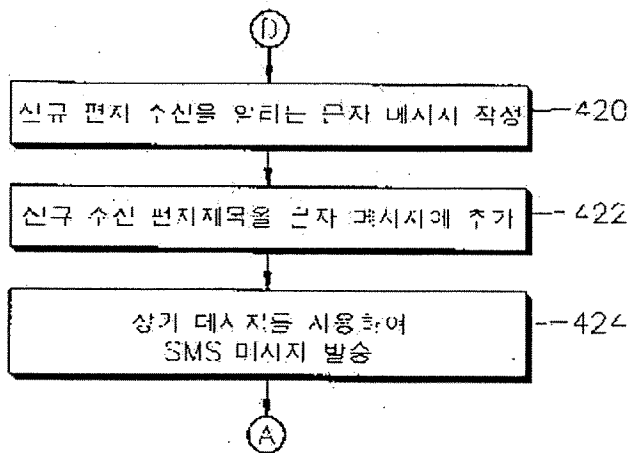 D
신규 편지 수신을 알리는 문자 메시지 작성
420
신규 수신 편지제목을 문자 메시지에 추가
422
상기 메시지를 사용하여
424
SMS 메시지 발송
A